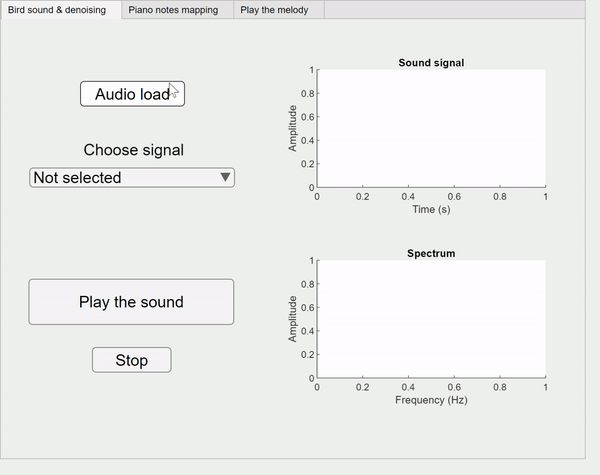 Bird sound & denoising
Piano notes mapping
Play the melody
Audio load
Choose signal
Not selected
Play the sound
Stop
Sound signal
1
0.8
0.6
0.4
0.2
0
Amplitude
0 0.2 0.4 0.6 0.8 1
Time (s)
Spectrum
1
0.8
0.6
0.4
0.2
0
Amplitude
0 0.2 0.4 0.6 0.8 1
Frequency (Hz)